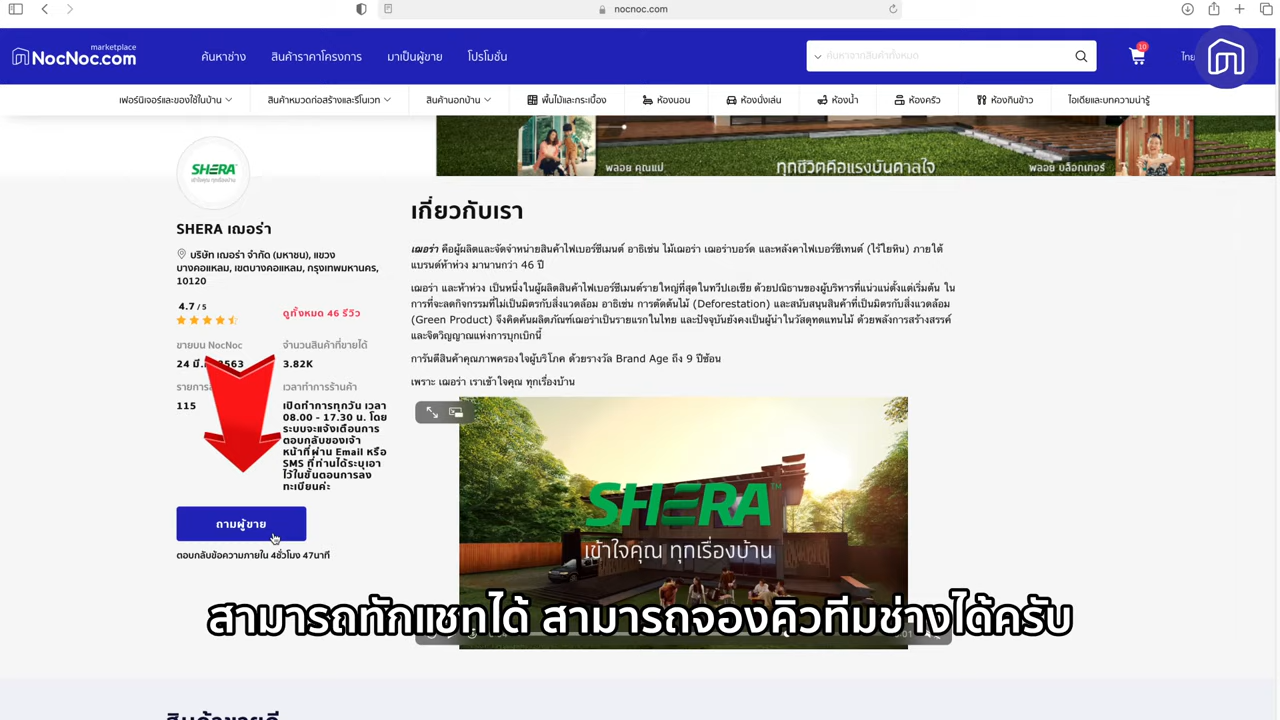 nocnoc.com
marketplace
NocNoc.com
ค้นหาช่าง
สินค้าราคาโครงการ
มาเป็นผู้ขาย
โปรโมชั่น
ค้นหาจากสินค้าทั้งหมด
10
ไทย
เฟอร์นิเจอร์และของใช้ในบ้าน
สินค้าหมวดก่อสร้างและรีโนเวท
สินค้านอกบ้าน
พื้นไม้และกระเบื้อง
ห้องนอน
ห้องนั่งเล่น
ห้องน้ำ
ห้องครัว
ห้องกินข้าว
ไอเดียและบทความน่ารู้
พลอย คุณแม่
ทุกชีวิตคือแรงบันดาลใจ
พลอย บล็อกเกอร์
SHERA
เข้าใจคุณ ทุกเรื่องบ้าน
SHERA เฌอร่า
บริษัท เฌอร่า จำกัด (มหาชน), แขวง
บางคอแหลม, เขตบางคอแหลม, กรุงเทพมหานคร,
10120
4.7 / 5
ดูทั้งหมด 46 รีวิว
ขายบน NocNoc
จำนวนสินค้าที่ขายได้
24 มี.
2563
3.82K
เวลาทำการร้านค้า
115
เปิดทำการทุกวัน เวลา
08.00 - 17.30 น. โดย
ระบบจะแจ้งเตือนการ
ตอบกลับของเจ้า
หน้าที่ผ่าน Email หรือ
SMS ที่ท่านได้ระบุเอา
ไว้ในขั้นตอนการลง
ทะเบียนค่ะ
ถามผู้ขาย
ตอบกลับข้อความภายใน 4ชั่วโมง 47นาที
เกี่ยวกับเรา
เฌอร่า คือผู้ผลิตและจัดจำหน่ายสินค้าไฟเบอร์ซีเมนต์ อาธิเช่น ไม้เฌอร่า เฌอร่าบอร์ด และหลังคาไฟเบอร์ซีเทนต์ (ไร้ใยหิน) ภายใต้
แบรนด์ห้าห่วง มานานกว่า 46 ปี
เฌอร่า และห้าห่วง เป็นหนึ่งในผู้ผลิตสินค้าไฟเบอร์ซีเมนต์รายใหญ่ที่สุดในทวีปเอเชีย ด้วยปณิธานของผู้บริหารที่แน่วแน่ตั้งแต่เริ่มต้น ใน
การที่จะลดกิจกรรมที่ไม่เป็นมิตรกับสิ่งแวดล้อม อาธิเช่น การตัดต้นไม้ (Deforestation) และสนับสนุนสินค้าที่เป็นมิตรกับสิ่งแวดล้อม
(Green Product) จึงคิดค้นผลิตภัณฑ์เฌอร่าเป็นรายแรกในไทย และปัจจุบันยังคงเป็นผู้นำในวัสดุทดแทนไม้ ด้วยพลังการสร้างสรรค์
และจิตวิญญาณแห่งการบุกเบิกนี้
การันตีสินค้าคุณภาพครองใจผู้บริโภค ด้วยรางวัล Brand Age ถึง 9 ปีซ้อน
เพราะ เฌอร่า เราเข้าใจคุณ ทุกเรื่องบ้าน
SHERA™
เข้าใจคุณ ทุกเรื่องบ้าน
สามารถทักแชทได้ สามารถจองคิวทีมช่างได้ครับ
สินค้าขายดี